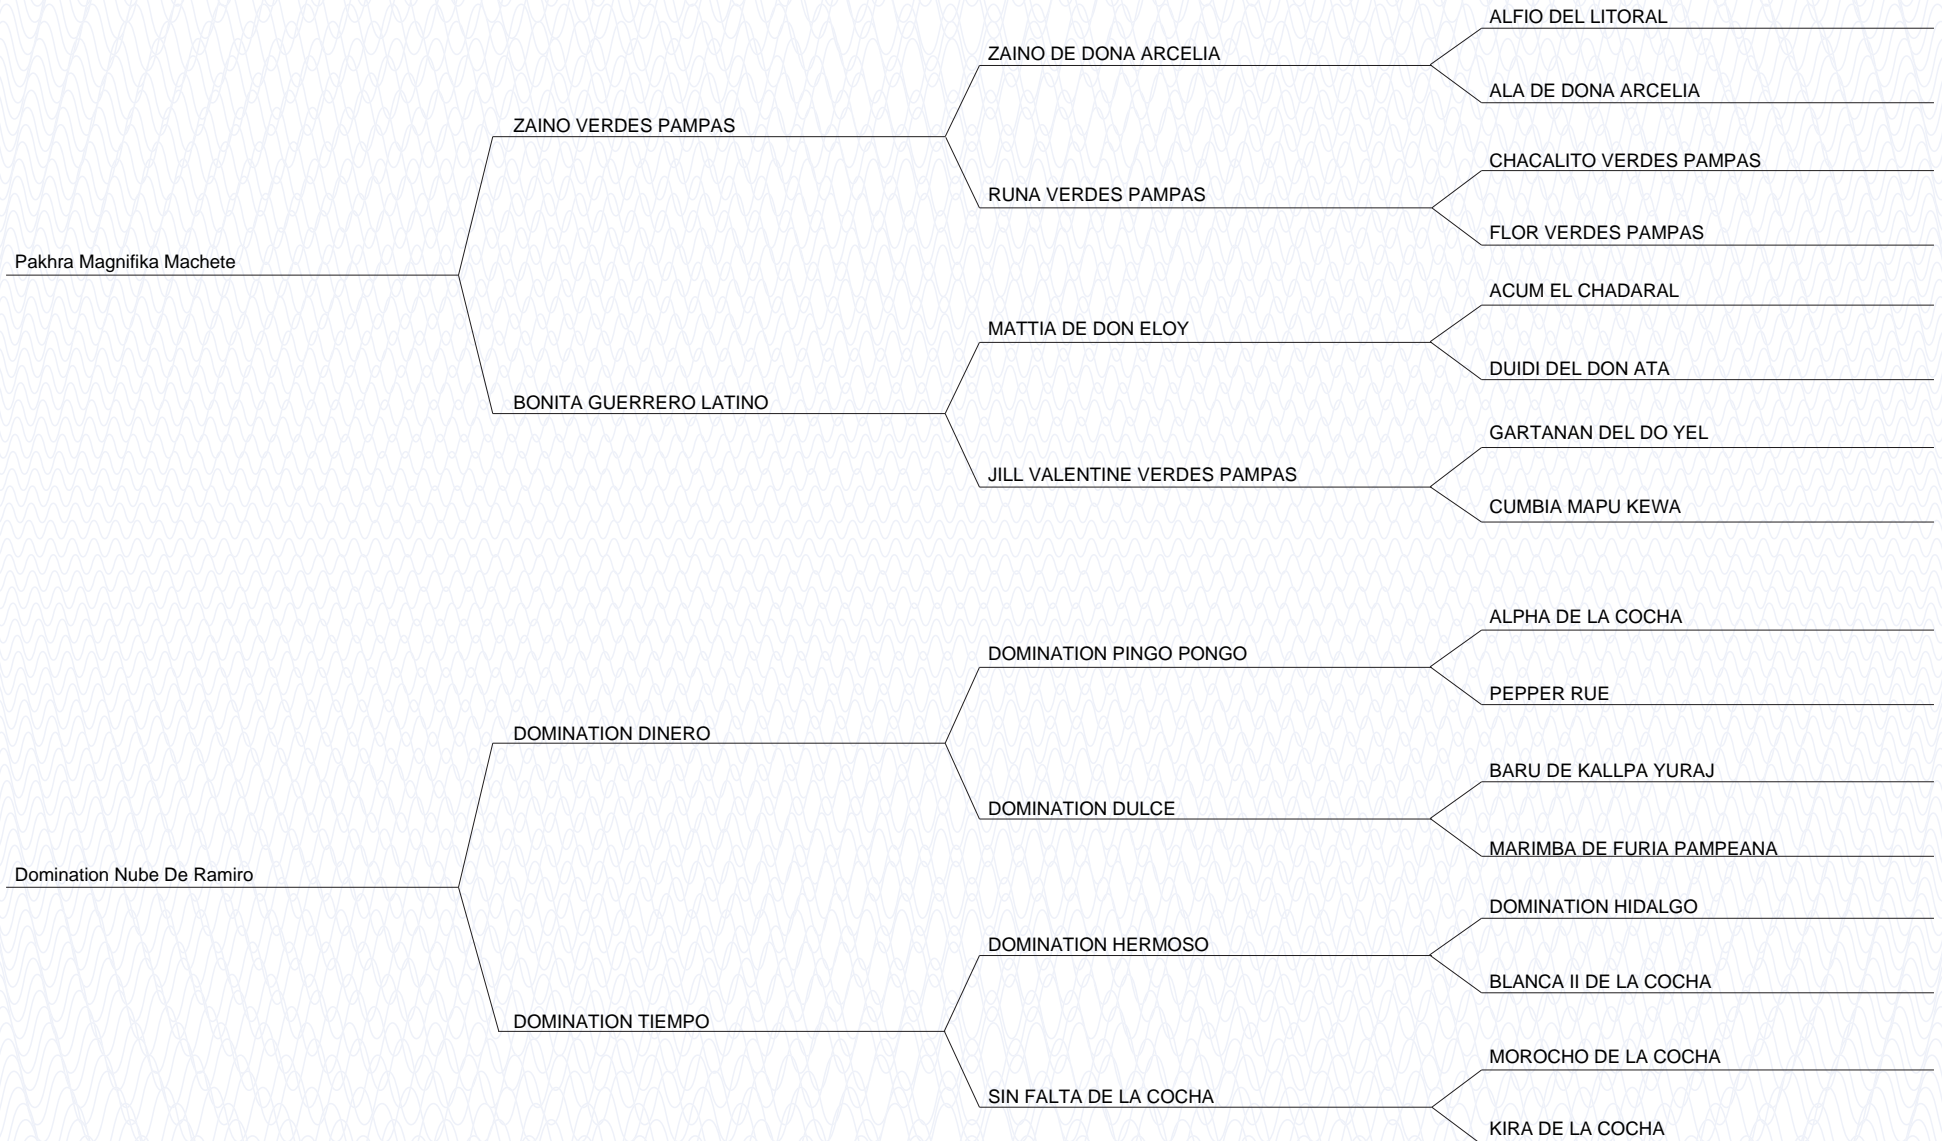 ALFIO DEL LITORAL
ZAINO DE DONA ARCELIA
ALA DE DONA ARCELIA
ZAINO VERDES PAMPAS
CHACALITO VERDES PAMPAS
RUNA VERDES PAMPAS
FLOR VERDES PAMPAS
Pakhra Magnifika Machete
ACUM EL CHADARAL
MATTIA DE DON ELOY
DUIDI DEL DON ATA
BONITA GUERRERO LATINO
GARTANAN DEL DO YEL
JILL VALENTINE VERDES PAMPAS
CUMBIA MAPU KEWA
ALPHA DE LA COCHA
DOMINATION PINGO PONGO
PEPPER RUE
DOMINATION DINERO
BARU DE KALLPA YURAJ
DOMINATION DULCE
MARIMBA DE FURIA PAMPEANA
Domination Nube De Ramiro
DOMINATION HIDALGO
DOMINATION HERMOSO
BLANCA II DE LA COCHA
DOMINATION TIEMPO
MOROCHO DE LA COCHA
SIN FALTA DE LA COCHA
KIRA DE LA COCHA